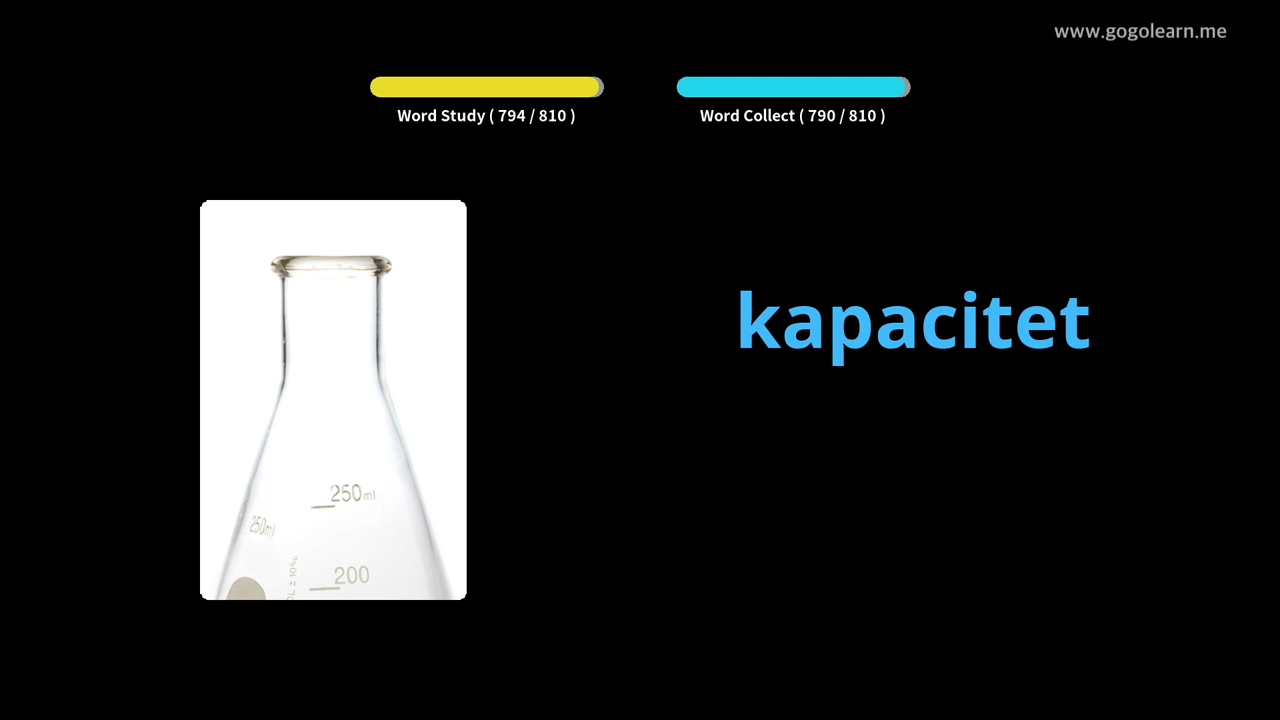 www.gogolearn.me
Word Study ( 794 / 810 )
Word Collect ( 790 / 810 )
kapacitet
250ml
250ml
200